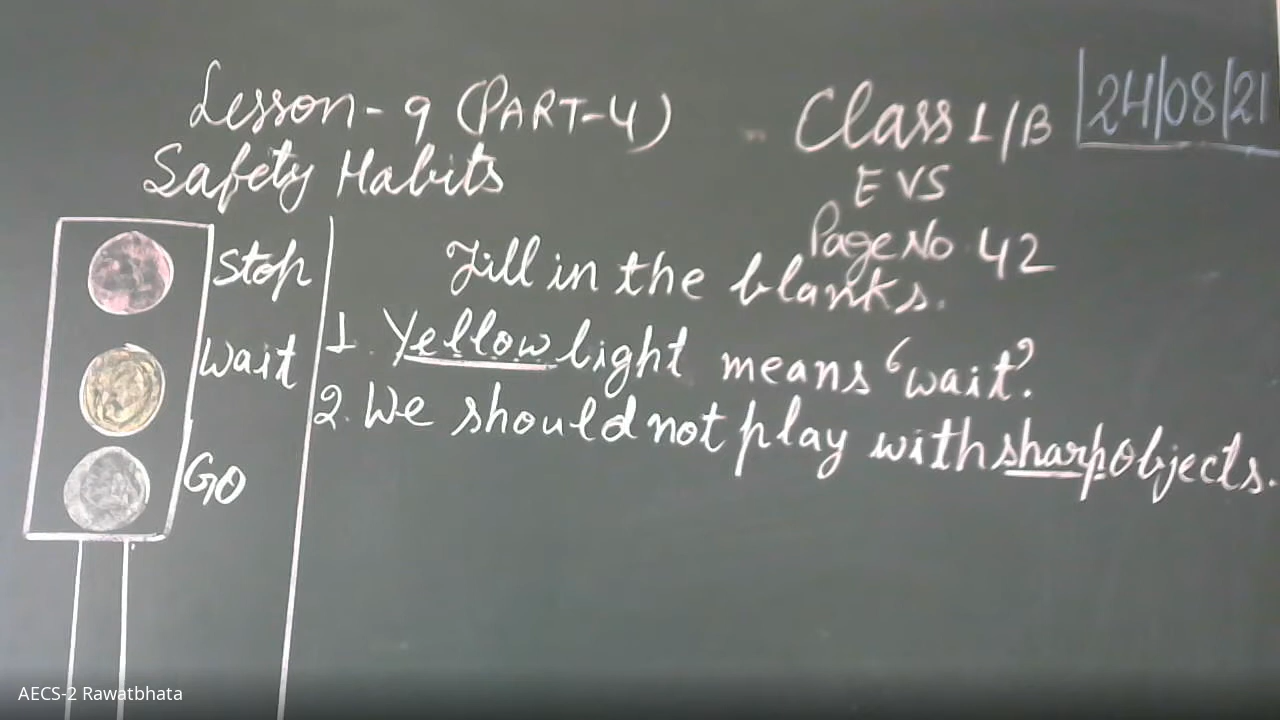 Lesson - 9 (PART-4)
Safety Habits
Class I/B
24/08/21
EVS
Page No. 42
Stop
Wait
GO
Fill in the blanks.
1. Yellow light means 'wait'.
2. We should not play with sharp objects.
AECS-2 Rawatbhata